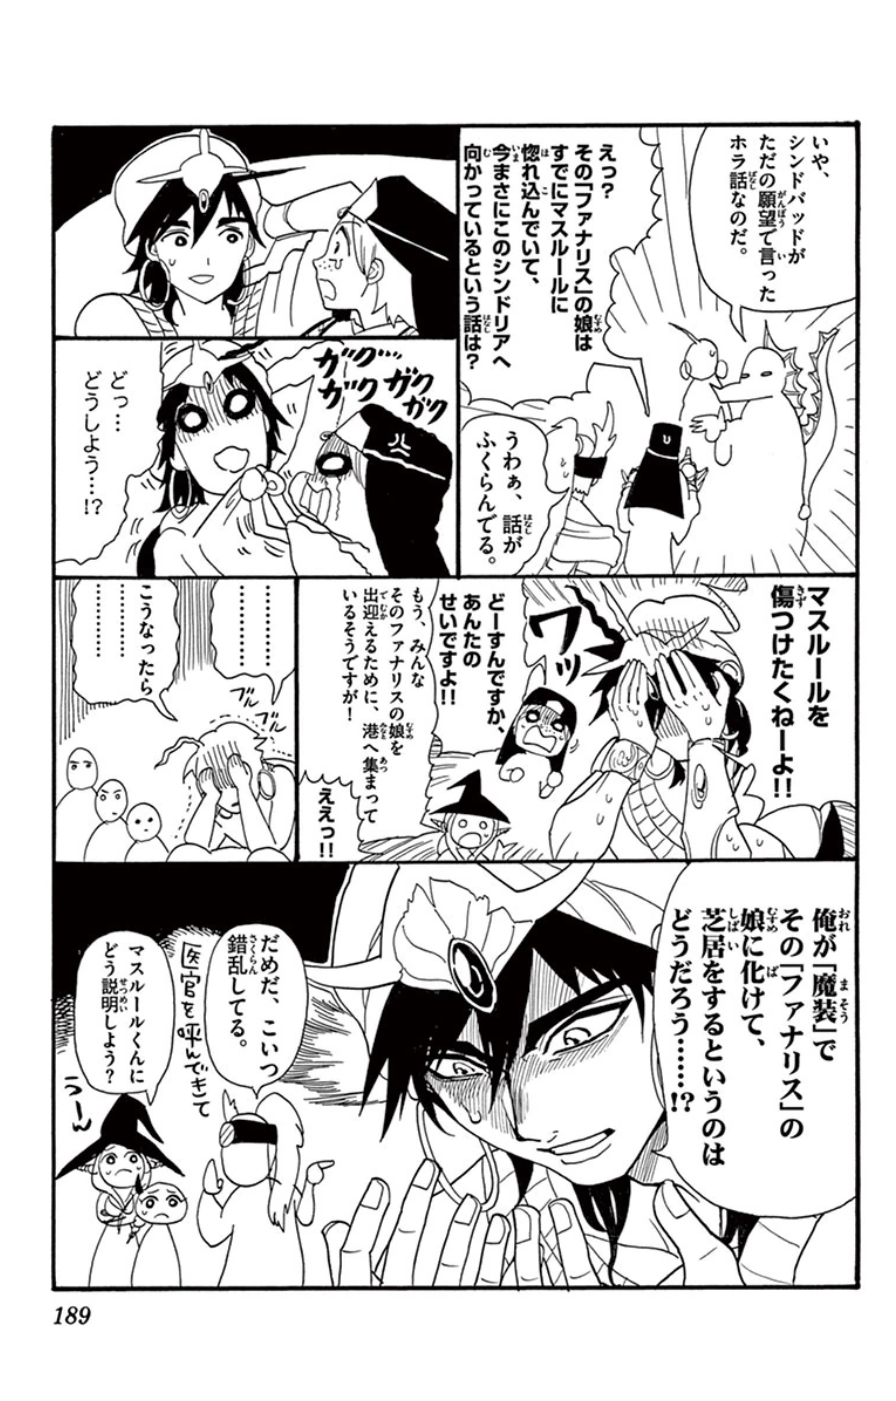 いや、
シンドバッドが
ただの願望で言った
ホラ話なのだ。
えっ?
その「ファナリス」の娘は
すでにマスルールに
惚れ込んでいて、
今まさにこのシンドリアへ
向かっているという話は?
うわぁ、話が
ふくらんでる。
ガクガク…
ガクガク
ガク
どっ…
どうしよう…!?
マスルールを
傷つけたくねーよ!!
ワッ
どーすんですか、
あんたの
せいですよ!!
もう、みんな
そのファナリスの娘を
出迎えるために、港へ集まって
いるそうですが!
ええっ!!
…………
…………
ブルブル
ブル
こうなったら
…………
…………
俺が「魔装」で
その「ファナリス」の
娘に化けて、
芝居をするというのは
どうだろう……!?
だめだ、こいつ
錯乱してる。
医官を呼んできて
マスルールくんに
どう説明しよう?
うーん
189